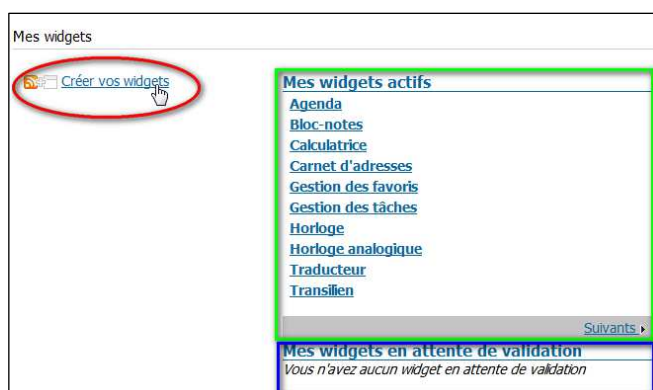 Mes widgets
Créer vos widgets
Mes widgets actifs
Agenda
Bloc-notes
Calculatrice
Carnet d'adresses
Gestion des favoris
Gestion des tâches
Horloge
Horloge analogique
Traducteur
Transilien
Suivants
Mes widgets en attente de validation
Vous n'avez aucun widget en attente de validation